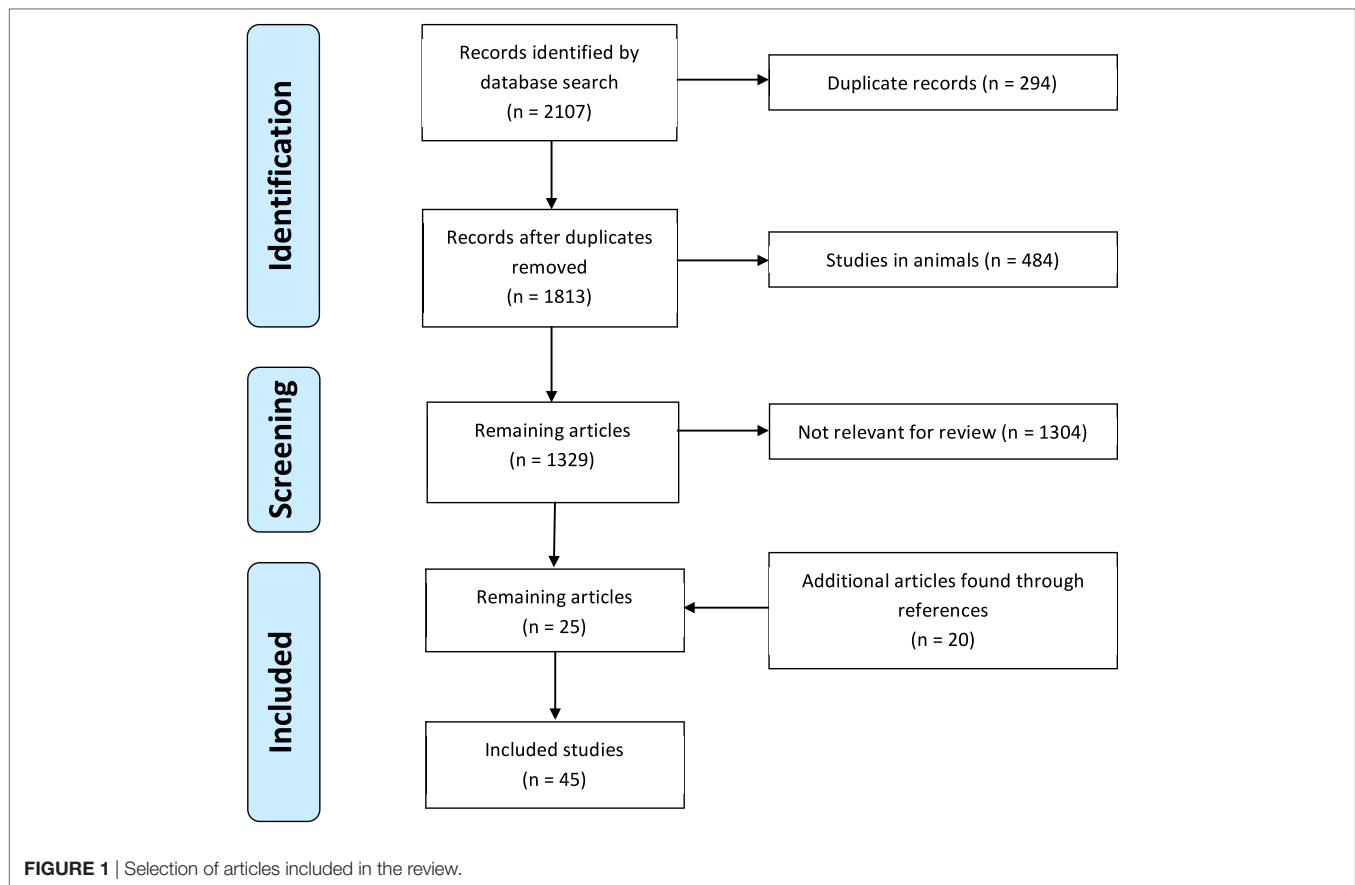 Identification
Records identified by
database search
(n = 2107)
Duplicate records (n = 294)
Records after duplicates
removed
(n = 1813)
Studies in animals (n = 484)
Screening
Remaining articles
(n = 1329)
Not relevant for review (n = 1304)
Included
Remaining articles
(n = 25)
Additional articles found through
references
(n = 20)
Included studies
(n = 45)
FIGURE 1 | Selection of articles included in the review.